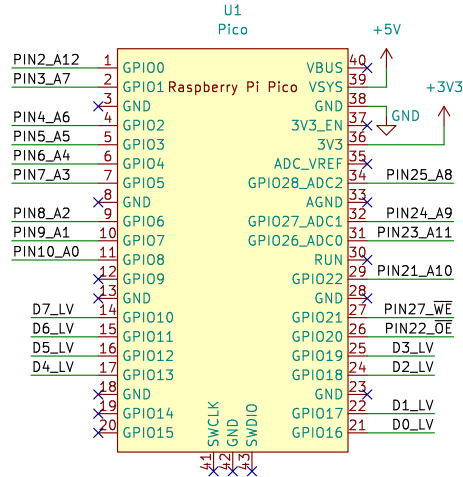 U1
Pico
+5V
PIN2_A12 1 GPIO0 VBUS 40
PIN3_A7 2 GPIO1 Raspberry Pi Pico VSYS 39
+3V3
3 GND GND 38 GND
PIN4_A6 4 GPIO2 3V3_EN 37
PIN5_A5 5 GPIO3 3V3 36
PIN6_A4 6 GPIO4 ADC_VREF 35
PIN7_A3 7 GPIO5 GPIO28_ADC2 34 PIN25_A8
8 GND AGND 33
PIN8_A2 9 GPIO6 GPIO27_ADC1 32 PIN24_A9
PIN9_A1 10 GPIO7 GPIO26_ADC0 31 PIN23_A11
PIN10_A0 11 GPIO8 RUN 30
12 GPIO9 GPIO22 29 PIN21_A10
13 GND GND 28
D7_LV 14 GPIO10 GPIO21 27 PIN27_W̅E̅
D6_LV 15 GPIO11 GPIO20 26 PIN22_O̅E̅
D5_LV 16 GPIO12 GPIO19 25 D3_LV
D4_LV 17 GPIO13 GPIO18 24 D2_LV
18 GND GND 23
19 GPIO14 GPIO17 22 D1_LV
20 GPIO15 GPIO16 21 D0_LV
SWCLK GND SWDIO
41 42 43